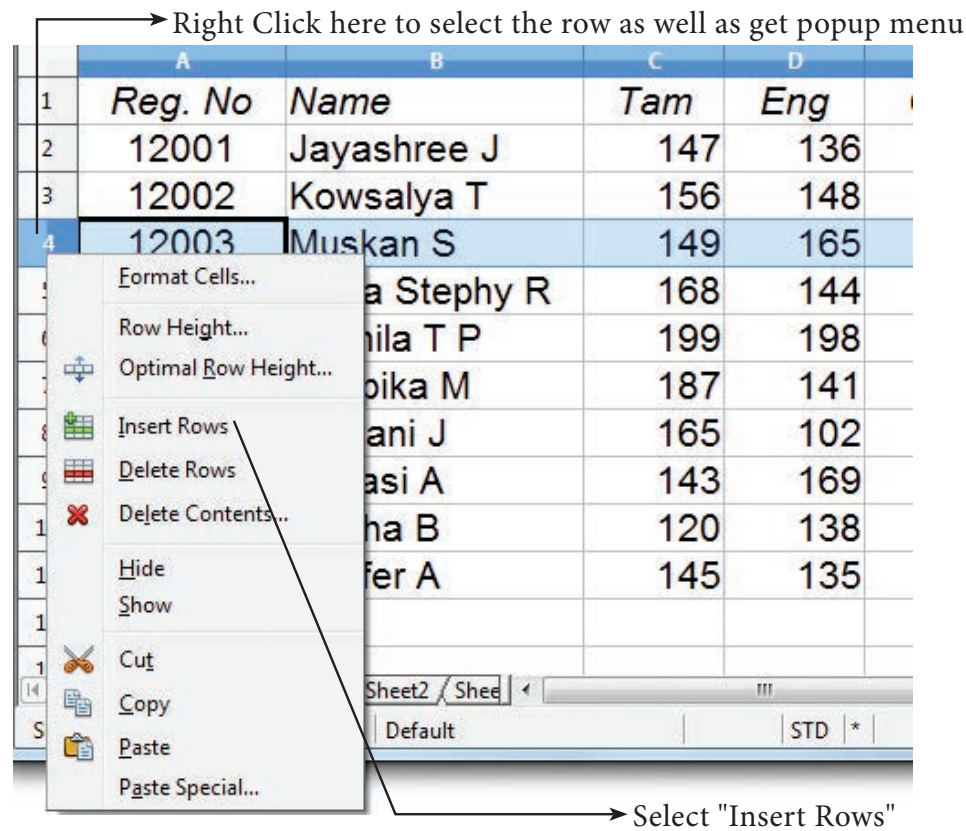 Right Click here to select the row as well as get popup menu
A B C D
1 Reg. No Name Tam Eng
2 12001 Jayashree J 147 136
3 12002 Kowsalya T 156 148
4 12003 Muskan S 149 165
Format Cells...
a Stephy R 168 144
Row Height...
ila T P 199 198
Optimal Row Height...
pika M 187 141
Insert Rows
ani J 165 102
Delete Rows
asi A 143 169
Delete Contents...
ha B 120 138
Hide
fer A 145 135
Show
Cut
Sheet2 Shee
Copy
Default STD *
Paste
Paste Special...
Select "Insert Rows"